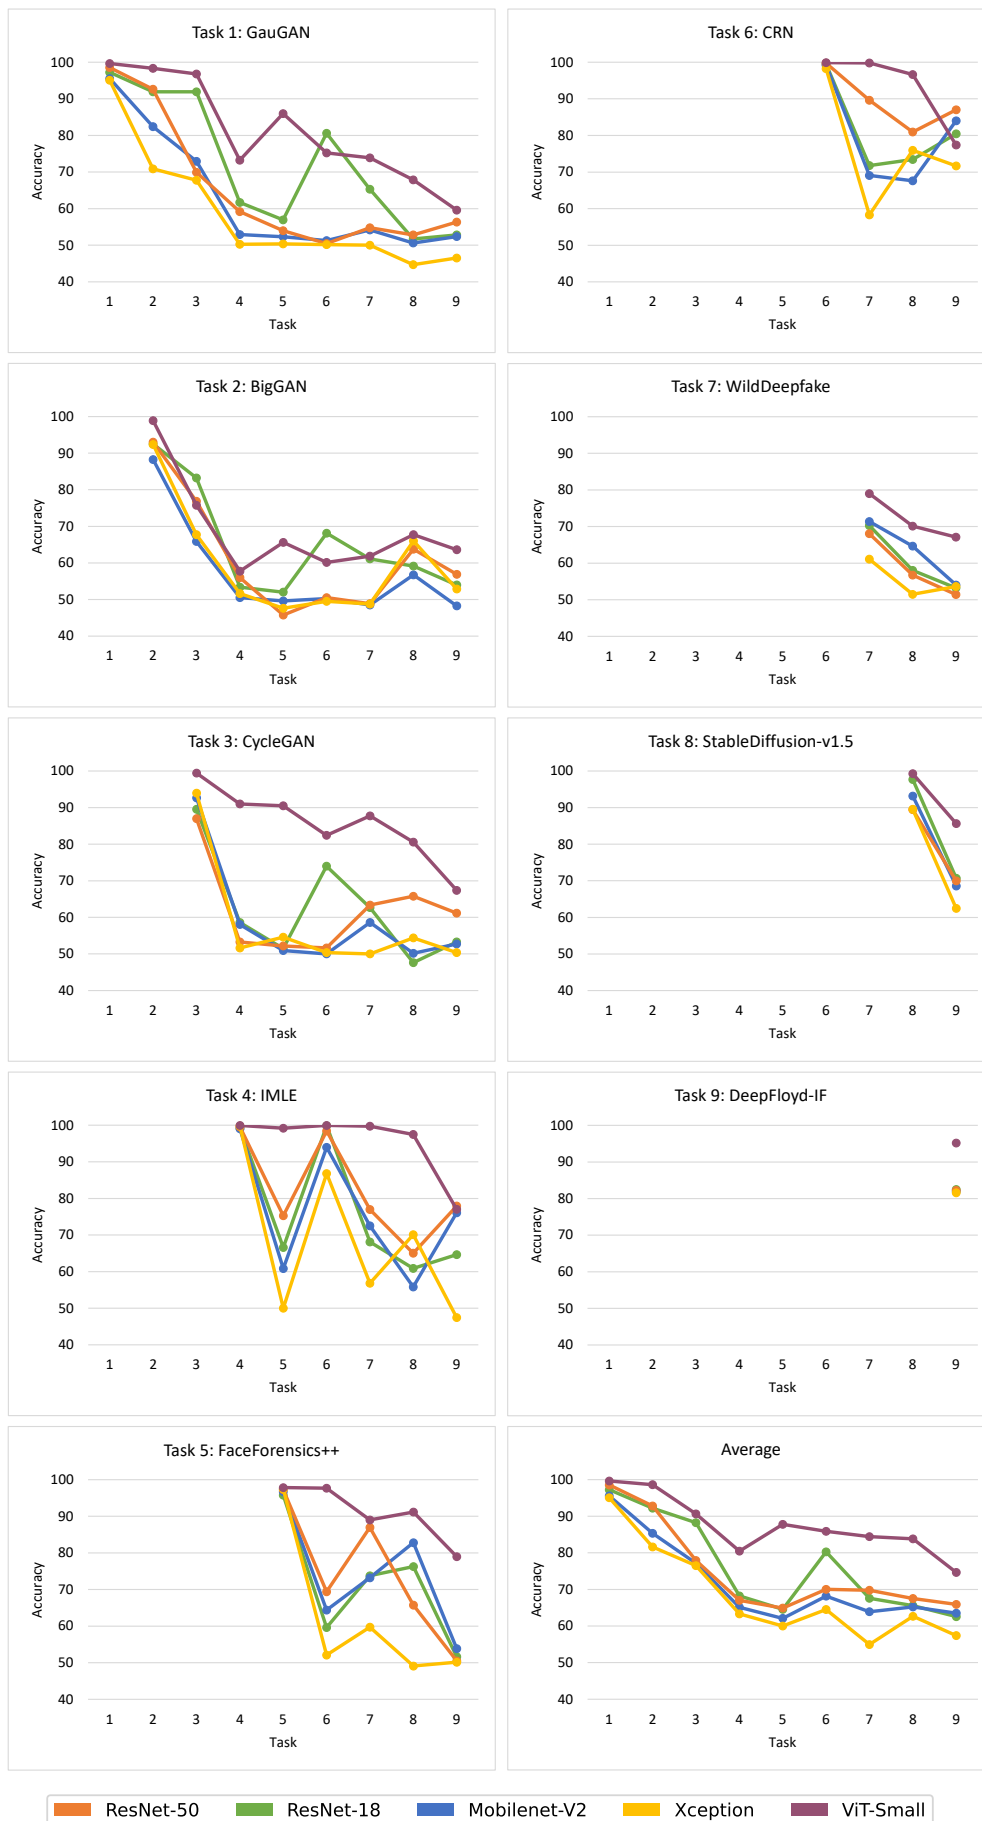 Task 1: GauGAN
100
90
80
70
60
50
40
Accuracy
1 2 3 4 5 6 7 8 9
Task
Task 6: CRN
100
90
80
70
60
50
40
Accuracy
1 2 3 4 5 6 7 8 9
Task
Task 2: BigGAN
100
90
80
70
60
50
40
Accuracy
1 2 3 4 5 6 7 8 9
Task
Task 7: WildDeepfake
100
90
80
70
60
50
40
Accuracy
1 2 3 4 5 6 7 8 9
Task
Task 3: CycleGAN
100
90
80
70
60
50
40
Accuracy
1 2 3 4 5 6 7 8 9
Task
Task 8: StableDiffusion-v1.5
100
90
80
70
60
50
40
Accuracy
1 2 3 4 5 6 7 8 9
Task
Task 4: IMLE
100
90
80
70
60
50
40
Accuracy
1 2 3 4 5 6 7 8 9
Task
Task 9: DeepFloyd-IF
100
90
80
70
60
50
40
Accuracy
1 2 3 4 5 6 7 8 9
Task
Task 5: FaceForensics++
100
90
80
70
60
50
40
Accuracy
1 2 3 4 5 6 7 8 9
Task
Average
100
90
80
70
60
50
40
Accuracy
1 2 3 4 5 6 7 8 9
Task
ResNet-50 ResNet-18 Mobilenet-V2 Xception ViT-Small